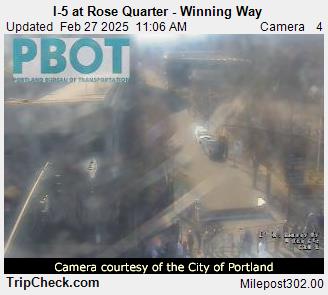 I-5 at Rose Quarter - Winning Way
Updated Feb 27 2025 11:06 AM Camera 4
PBOT
PORTLAND BUREAU OF TRANSPORTATION
Camera courtesy of the City of Portland
TripCheck.com Milepost302.00